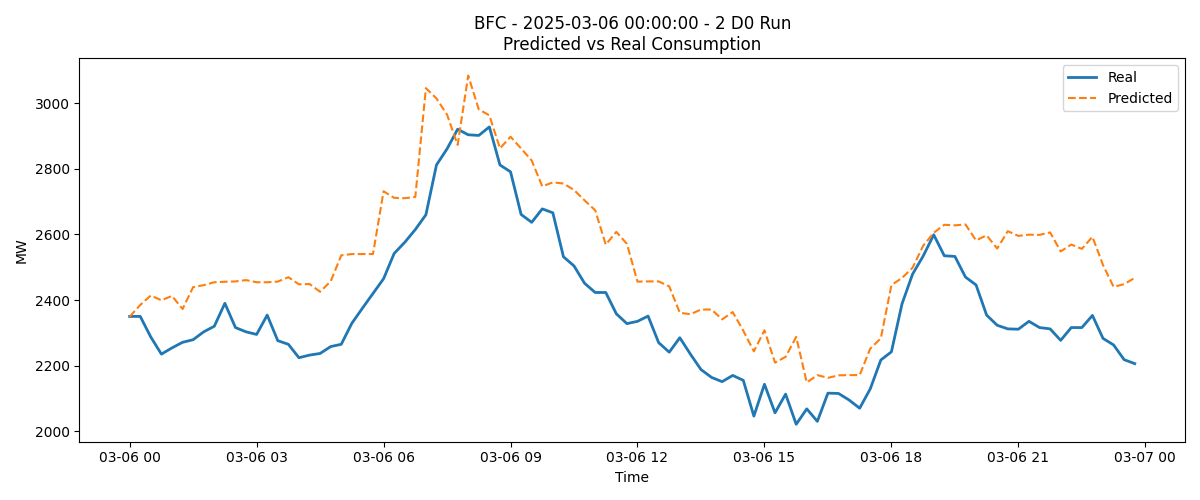 BFC - 2025-03-06 00:00:00 - 2 D0 Run
Predicted vs Real Consumption
Real
Predicted
MW
3000
2800
2600
2400
2200
2000
03-06 00
03-06 03
03-06 06
03-06 09
03-06 12
03-06 15
03-06 18
03-06 21
03-07 00
Time